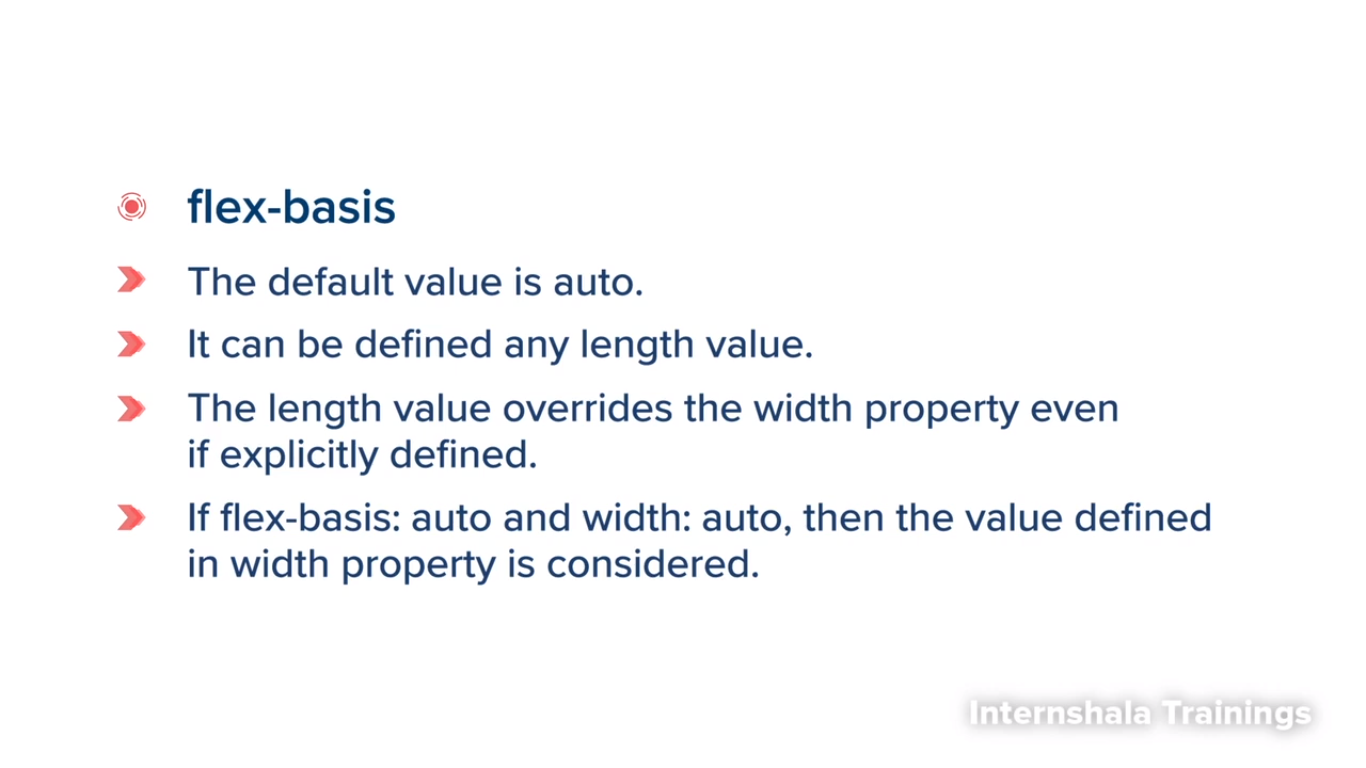 flex-basis
The default value is auto.
It can be defined any length value.
The length value overrides the width property even
if explicitly defined.
If flex-basis: auto and width: auto, then the value defined
in width property is considered.
Internshala Trainings